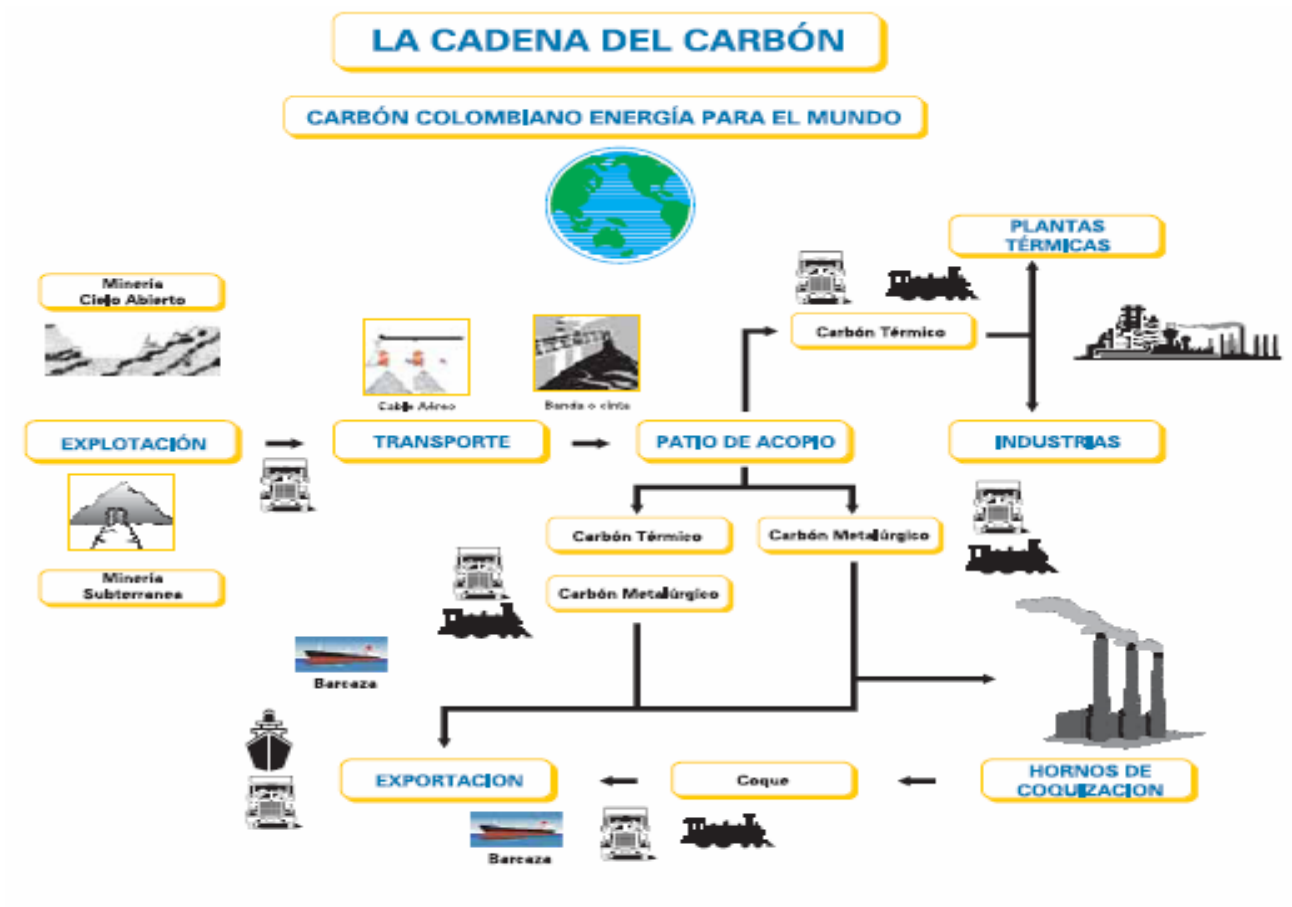 LA CADENA DEL CARBÓN
CARBÓN COLOMBIANO ENERGÍA PARA EL MUNDO
PLANTAS
TÉRMICAS
Minería
Cielo Abierto
Carbón Térmico
Cable Aéreo
Banda o cinta
EXPLOTACIÓN
TRANSPORTE
PATIO DE ACOPIO
INDUSTRIAS
Carbón Térmico
Carbón Metalúrgico
Minería
Subterranea
Carbón Metalúrgico
Barcaza
EXPORTACION
Coque
HORNOS DE
COQUIZACION
Barcaza